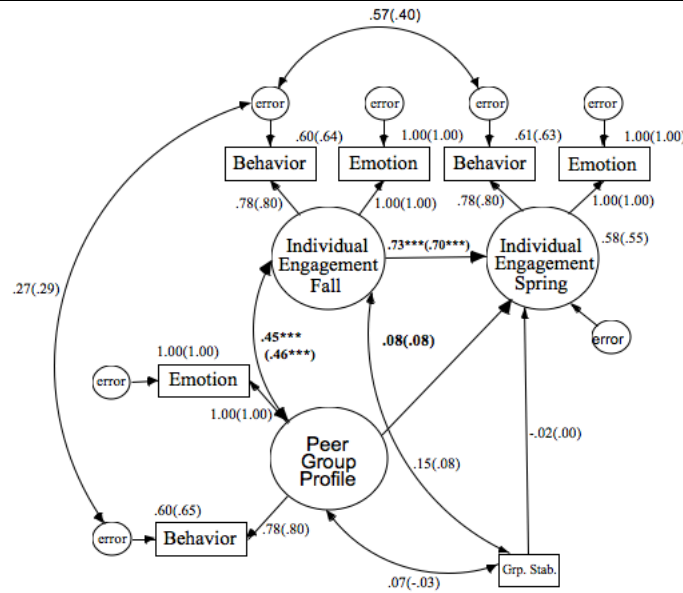 .57(.40)
error
error
error
error
.60(.64)
1.00(1.00)
.61(.63)
1.00(1.00)
Behavior
Emotion
Behavior
Emotion
.78(.80)
1.00(1.00)
.78(.80)
1.00(1.00)
Individual
Engagement
Fall
.73***(.70***)
Individual
Engagement
Spring
.58(.55)
.27(.29)
.45***
(.46***)
.08(.08)
error
1.00(1.00)
error
Emotion
1.00(1.00)
Peer
Group
Profile
-.02(.00)
.15(.08)
.60(.65)
error
Behavior
.78(.80)
Grp. Stab.
.07(-.03)